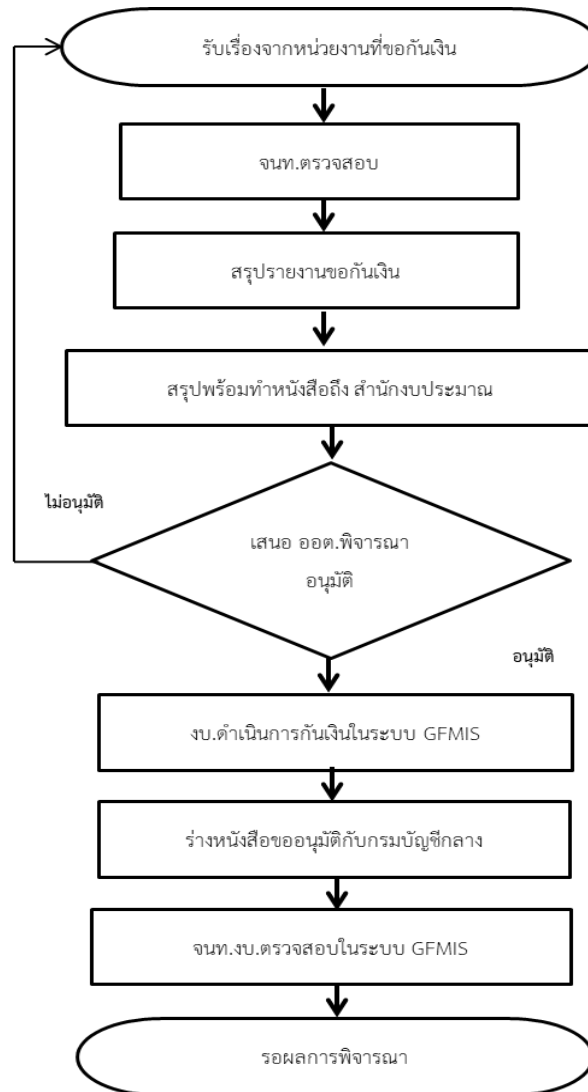 รับเรื่องจากหน่วยงานที่ขอกันเงิน
จนท.ตรวจสอบ
สรุปรายงานขอกันเงิน
สรุปพร้อมทำหนังสือถึง สำนักงบประมาณ
ไม่อนุมัติ
เสนอ ออต.พิจารณา
อนุมัติ
อนุมัติ
งบ.ดำเนินการกันเงินในระบบ GFMIS
ร่างหนังสือขออนุมัติกับกรมบัญชีกลาง
จนท.งบ.ตรวจสอบในระบบ GFMIS
รอผลการพิจารณา